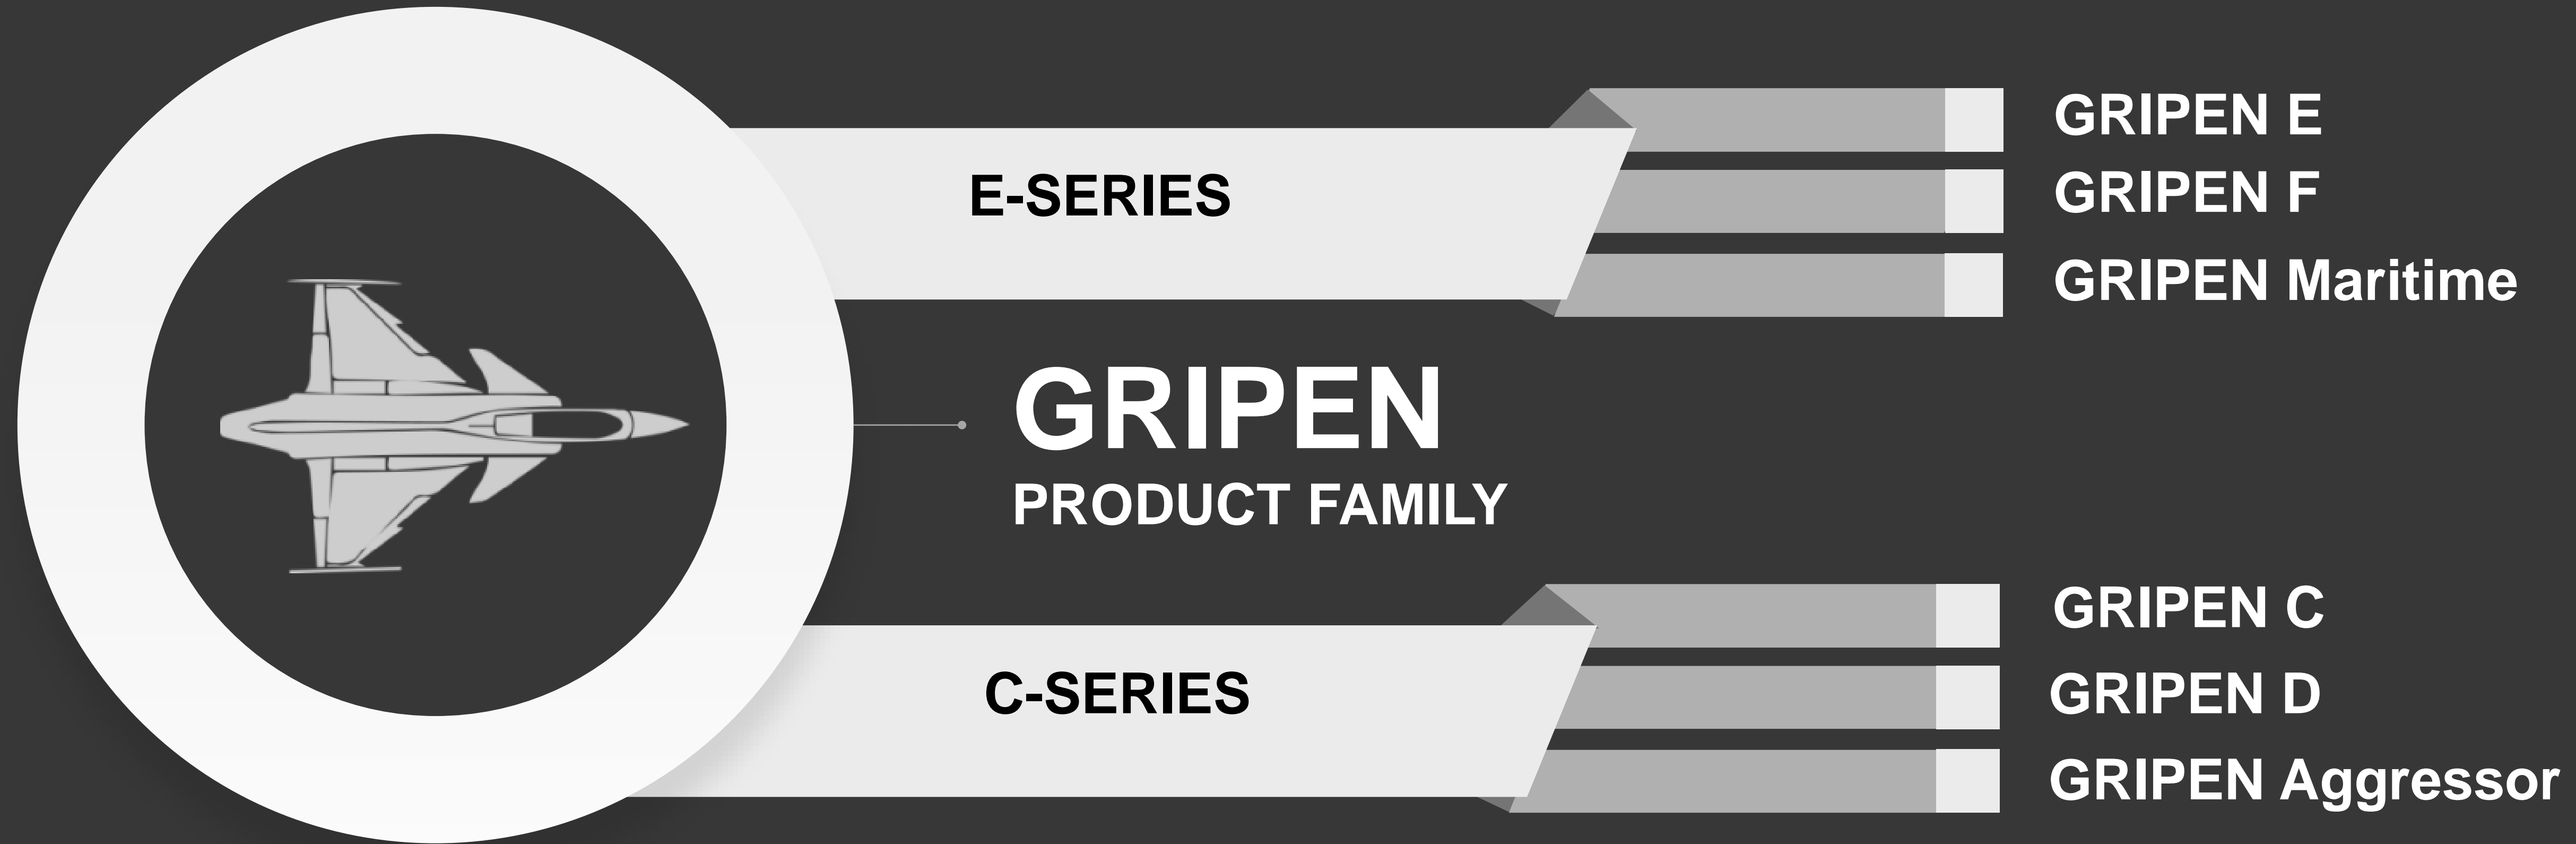 E-SERIES
GRIPEN E
GRIPEN F
GRIPEN Maritime
GRIPEN
PRODUCT FAMILY
C-SERIES
GRIPEN C
GRIPEN D
GRIPEN Aggressor